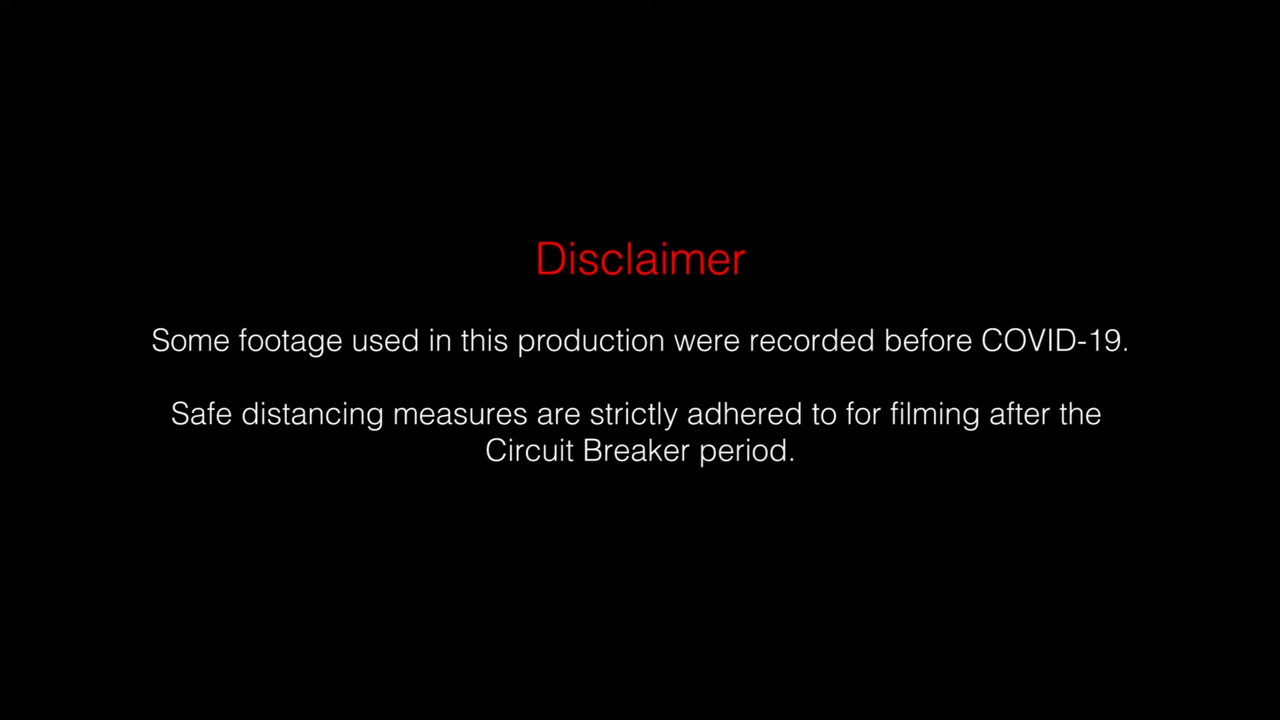 Disclaimer
Some footage used in this production were recorded before COVID-19.
Safe distancing measures are strictly adhered to for filming after the
Circuit Breaker period.